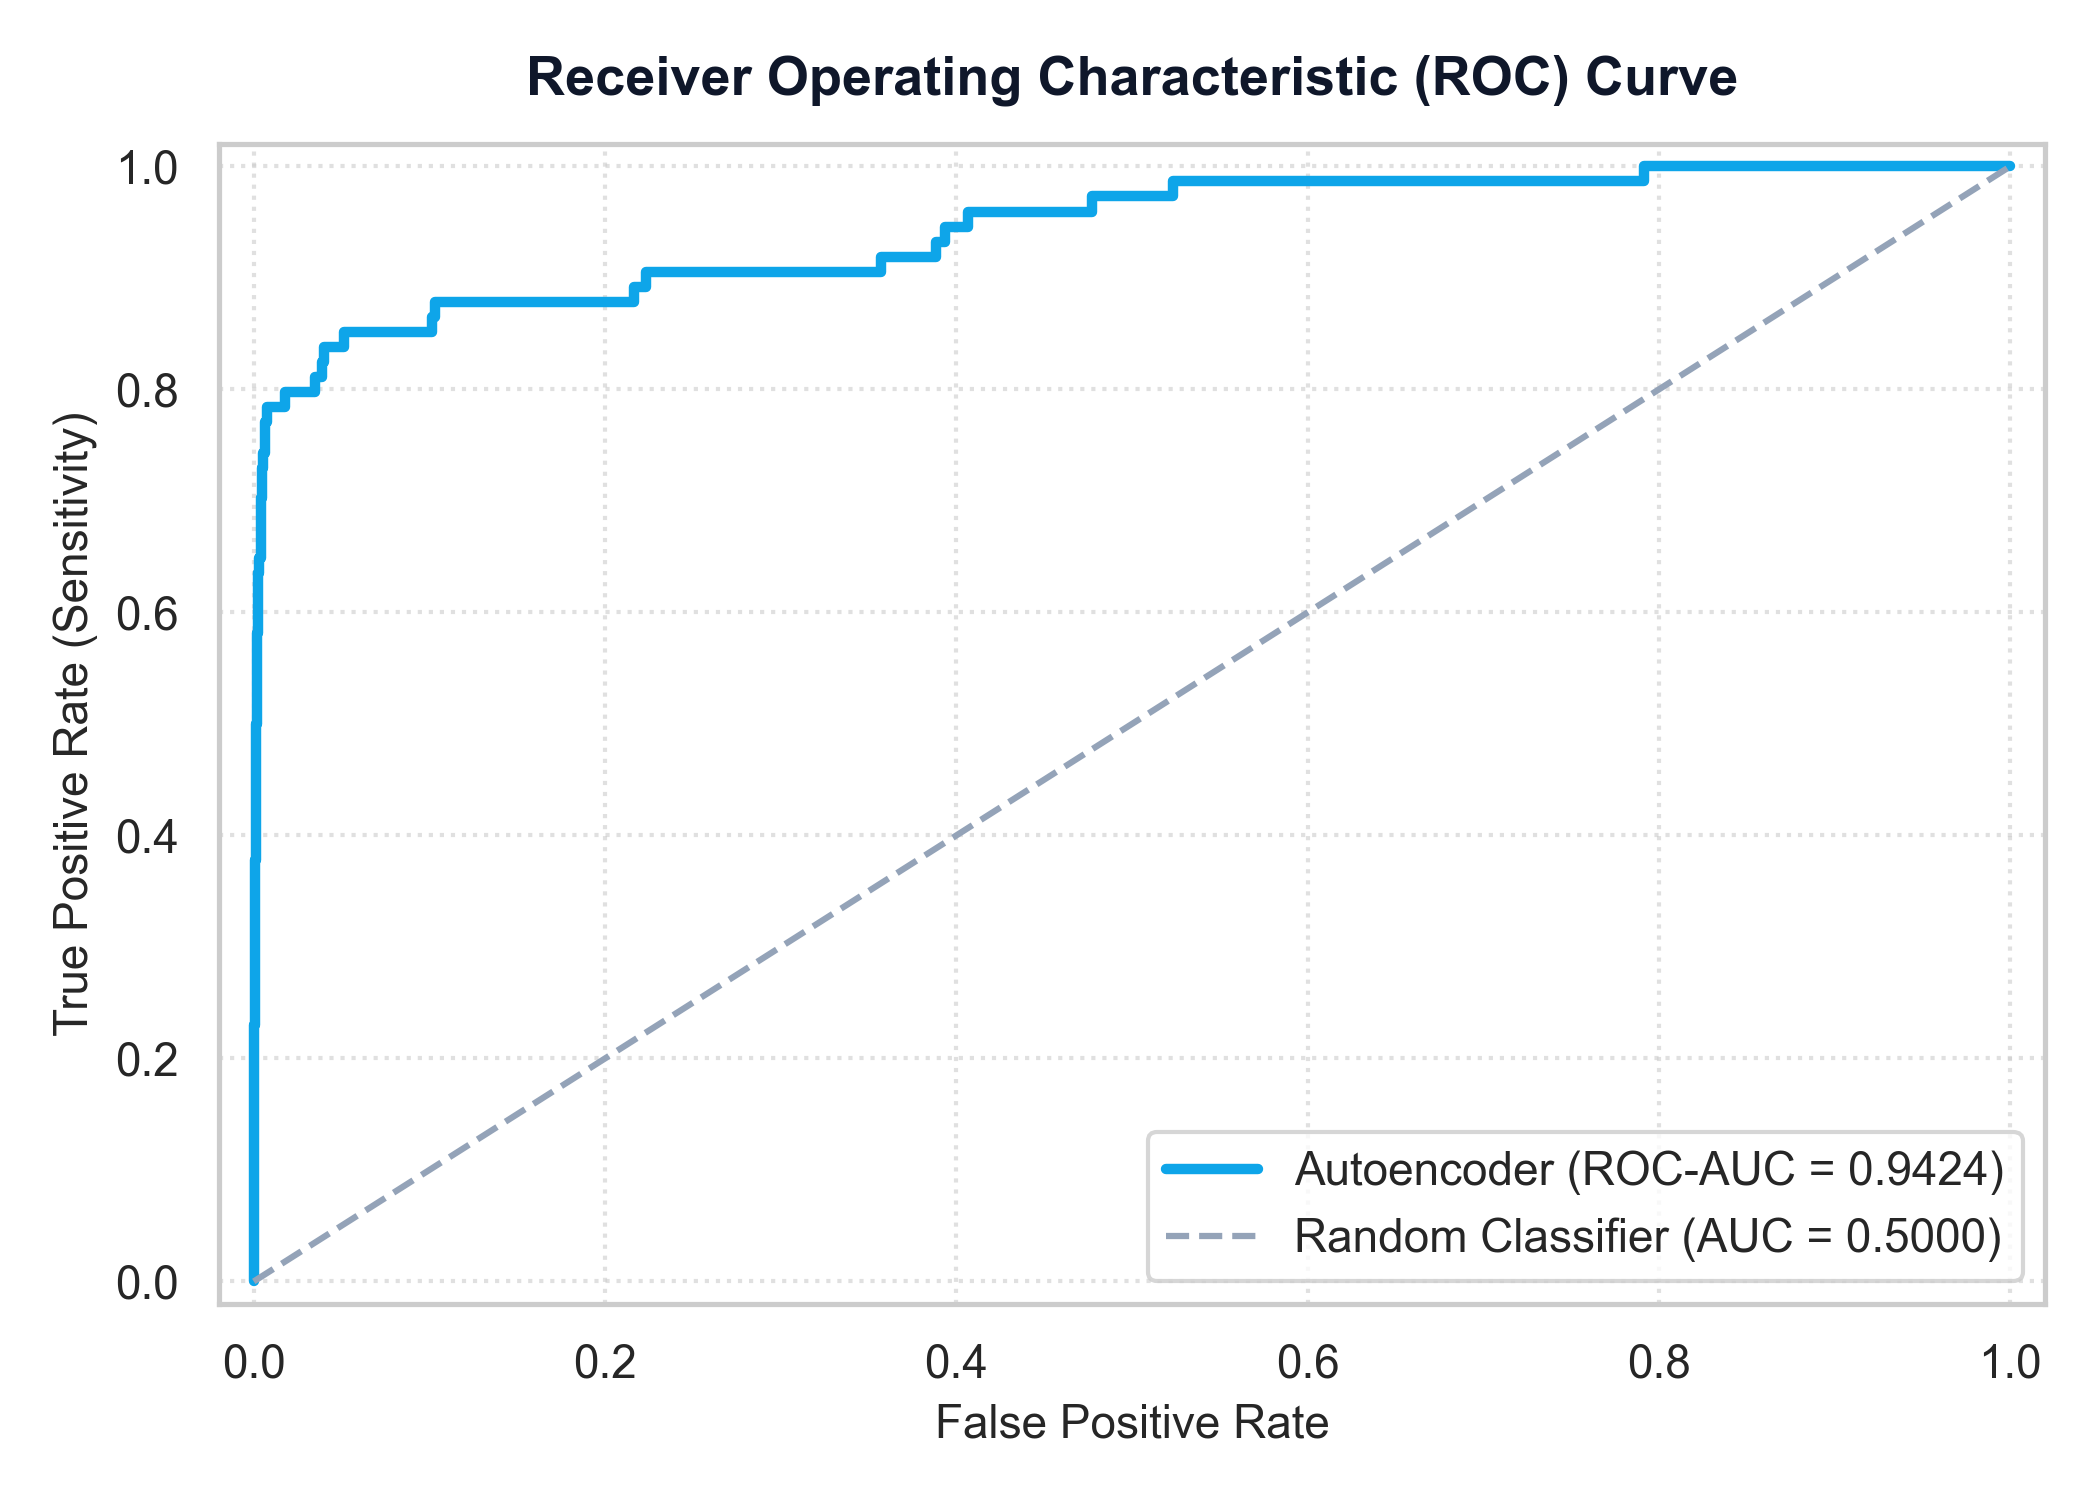 Receiver Operating Characteristic (ROC) Curve
True Positive Rate (Sensitivity)
1.0
0.8
0.6
0.4
0.2
0.0
Autoencoder (ROC-AUC = 0.9424)
Random Classifier (AUC = 0.5000)
0.0 0.2 0.4 0.6 0.8 1.0
False Positive Rate